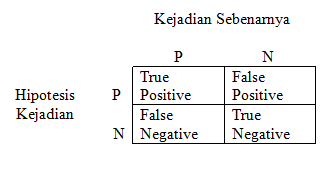 Kejadian Sebenarnya
P N
True False
Hipotesis P Positive Positive
Kejadian False True
N Negative Negative